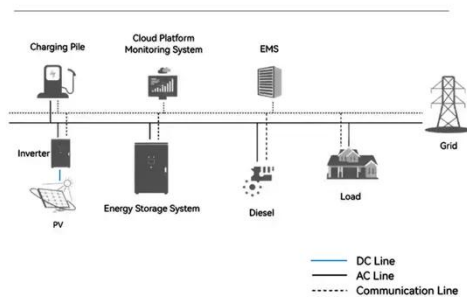 Charging Pile
Cloud Platform
Monitoring System
EMS
Inverter
Grid
PV
Energy Storage System
Diesel
Load
DC Line
AC Line
Communication Line